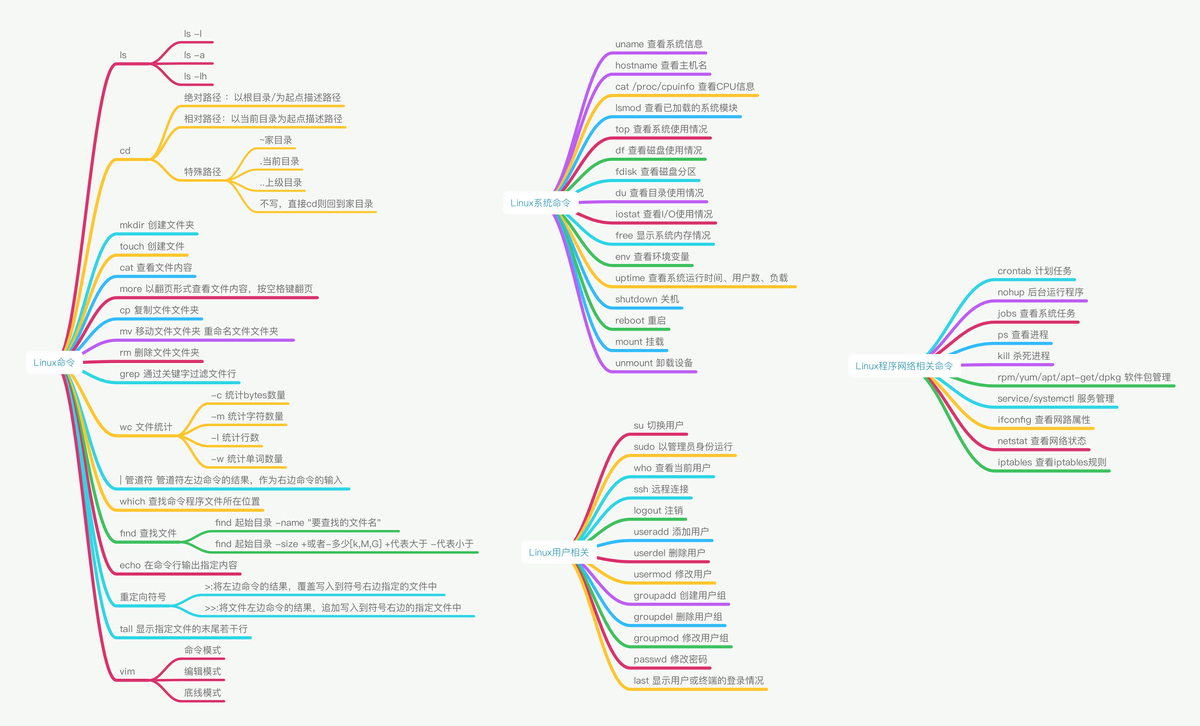 Linux命令
ls
ls -l
ls -a
ls -lh
cd
绝对路径 ：以根目录/为起点描述路径
相对路径：以当前目录为起点描述路径
特殊路径
~家目录
.当前目录
..上级目录
不写，直接cd则回到家目录
mkdir 创建文件夹
touch 创建文件
cat 查看文件内容
more 以翻页形式查看文件内容，按空格键翻页
cp 复制文件文件夹
mv 移动文件文件夹 重命名文件文件夹
rm 删除文件文件夹
grep 通过关键字过滤文件行
wc 文件统计
-c 统计bytes数量
-m 统计字符数量
-l 统计行数
-w 统计单词数量
| 管道符 管道符左边命令的结果，作为右边命令的输入
which 查找命令程序文件所在位置
find 查找文件
find 起始目录 -name "要查找的文件名"
find 起始目录 -size +或者-多少[k,M,G] +代表大于 -代表小于
echo 在命令行输出指定内容
重定向符号
>:将左边命令的结果，覆盖写入到符号右边指定的文件中
>>:将文件左边命令的结果，追加写入到符号右边的指定文件中
tail 显示指定文件的末尾若干行
vim
命令模式
编辑模式
底线模式
Linux系统命令
uname 查看系统信息
hostname 查看主机名
cat /proc/cpuinfo 查看CPU信息
lsmod 查看已加载的系统模块
top 查看系统使用情况
df 查看磁盘使用情况
fdisk 查看磁盘分区
du 查看目录使用情况
iostat 查看I/O使用情况
free 显示系统内存情况
env 查看环境变量
uptime 查看系统运行时间、用户数、负载
shutdown 关机
reboot 重启
mount 挂载
unmount 卸载设备
Linux用户相关
su 切换用户
sudo 以管理员身份运行
who 查看当前用户
ssh 远程连接
logout 注销
useradd 添加用户
userdel 删除用户
usermod 修改用户
groupadd 创建用户组
groupdel 删除用户组
groupmod 修改用户组
passwd 修改密码
last 显示用户或终端的登录情况
Linux程序网络相关命令
crontab 计划任务
nohup 后台运行程序
jobs 查看系统任务
ps 查看进程
kill 杀死进程
rpm/yum/apt/apt-get/dpkg 软件包管理
service/systemctl 服务管理
ifconfig 查看网路属性
netstat 查看网络状态
iptables 查看iptables规则